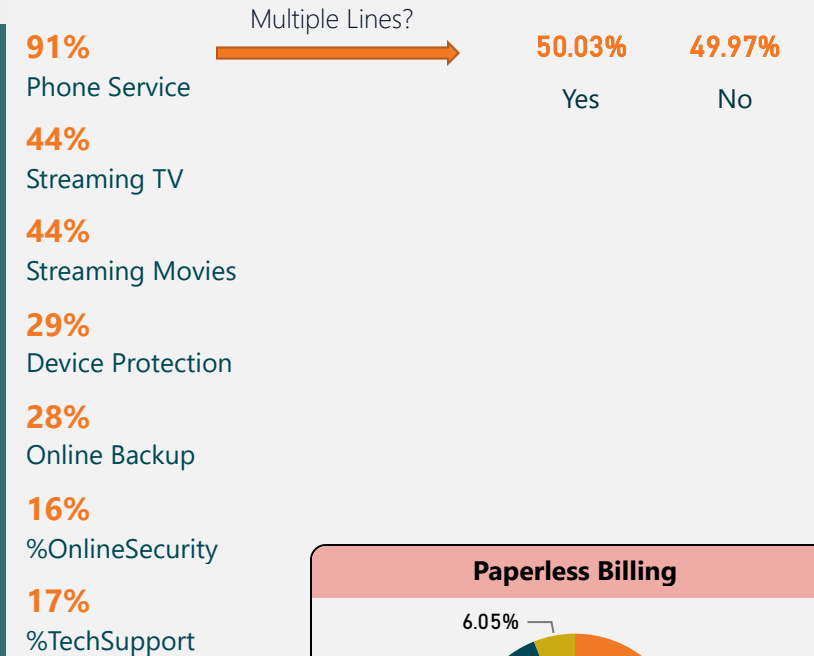 Multiple Lines?
91%
Phone Service
50.03% 49.97%
Yes No
44%
Streaming TV
44%
Streaming Movies
29%
Device Protection
28%
Online Backup
16%
%OnlineSecurity
17%
%TechSupport
Paperless Billing
6.05%